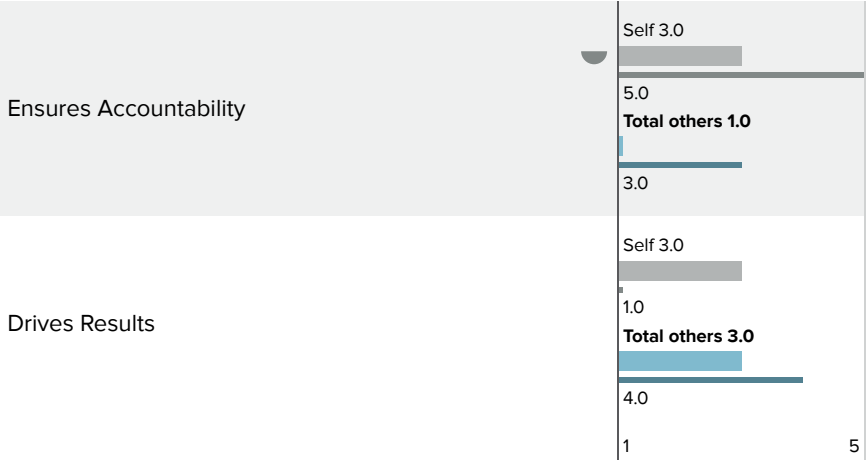 Self 3.0
5.0
Ensures Accountability
Total others 1.0
3.0
Self 3.0
1.0
Drives Results
Total others 3.0
4.0
1 5